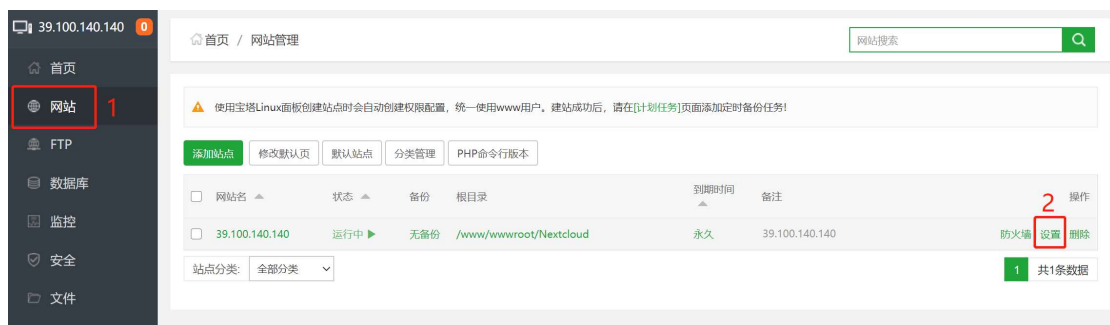 39.100.140.140 0
首页
网站 1
FTP
数据库
监控
安全
文件
首页 / 网站管理
网站搜索
使用宝塔Linux面板创建站点时会自动创建权限配置，统一使用www用户。建站成功后，请在[计划任务]页面添加定时备份任务!
添加站点 修改默认页 默认站点 分类管理 PHP命令行版本
网站名 状态 备份 根目录 到期时间 备注 2 操作
39.100.140.140 运行中 无备份 /www/wwwroot/Nextcloud 永久 39.100.140.140 防火墙 设置 删除
站点分类: 全部分类 1 共1条数据